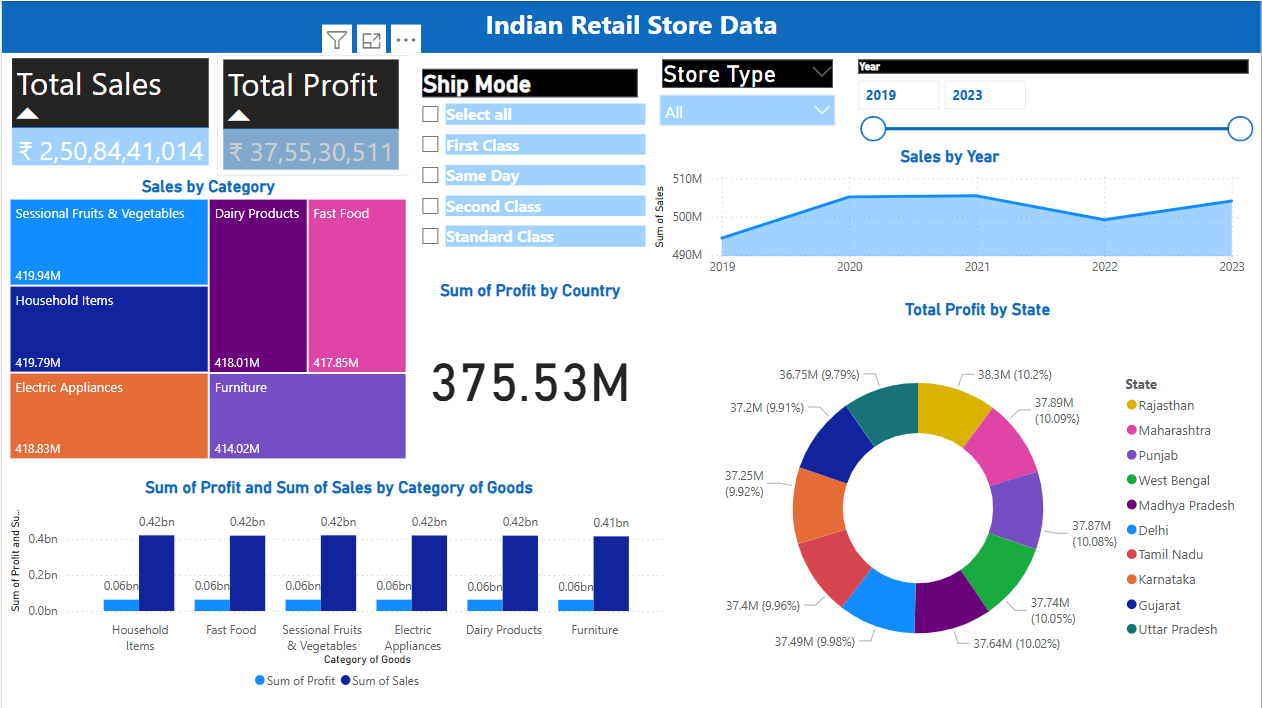 Indian Retail Store Data
Total Sales
₹ 2,50,84,41,014
Total Profit
₹ 37,55,30,511
Ship Mode
Select all
First Class
Same Day
Second Class
Standard Class
Store Type
All
Year
2019
2023
Sales by Category
Sessional Fruits & Vegetables
419.94M
Household Items
419.79M
Electric Appliances
418.83M
Dairy Products
418.01M
Fast Food
417.85M
Furniture
414.02M
Sum of Profit by Country
375.53M
Sales by Year
Sum of Sales
510M
500M
490M
2019
2020
2021
2022
2023
Sum of Profit and Sum of Sales by Category of Goods
Sum of Profit and Su...
0.4bn
0.2bn
0.0bn
0.42bn
0.42bn
0.42bn
0.42bn
0.42bn
0.41bn
0.06bn
0.06bn
0.06bn
0.06bn
0.06bn
0.06bn
Household
Items
Fast Food
Sessional Fruits
& Vegetables
Electric
Appliances
Dairy Products
Furniture
Category of Goods
Sum of Profit
Sum of Sales
Total Profit by State
38.3M (10.2%)
37.89M
(10.09%)
37.87M
(10.08%)
37.74M
(10.05%)
37.64M (10.02%)
37.49M (9.98%)
37.4M (9.96%)
37.25M
(9.92%)
37.2M (9.91%)
36.75M (9.79%)
State
Rajasthan
Maharashtra
Punjab
West Bengal
Madhya Pradesh
Delhi
Tamil Nadu
Karnataka
Gujarat
Uttar Pradesh